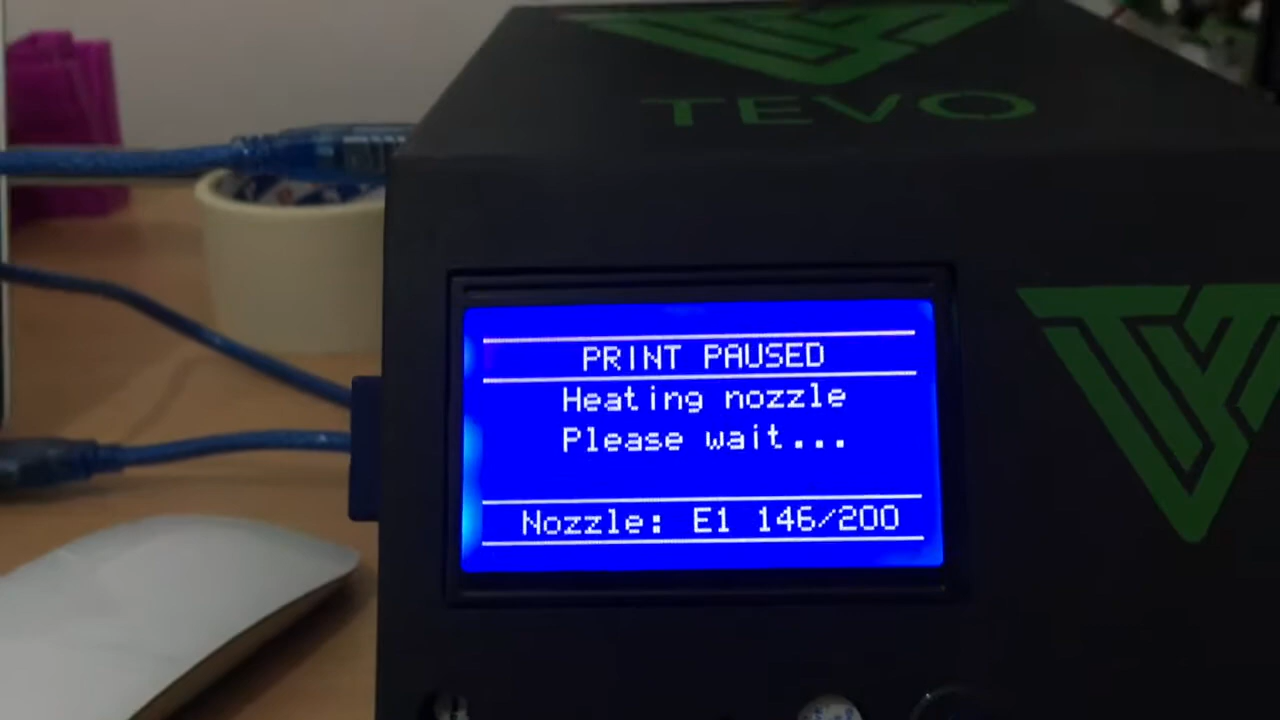 TEVO
PRINT PAUSED
Heating nozzle
Please wait...
Nozzle: E1 146/200